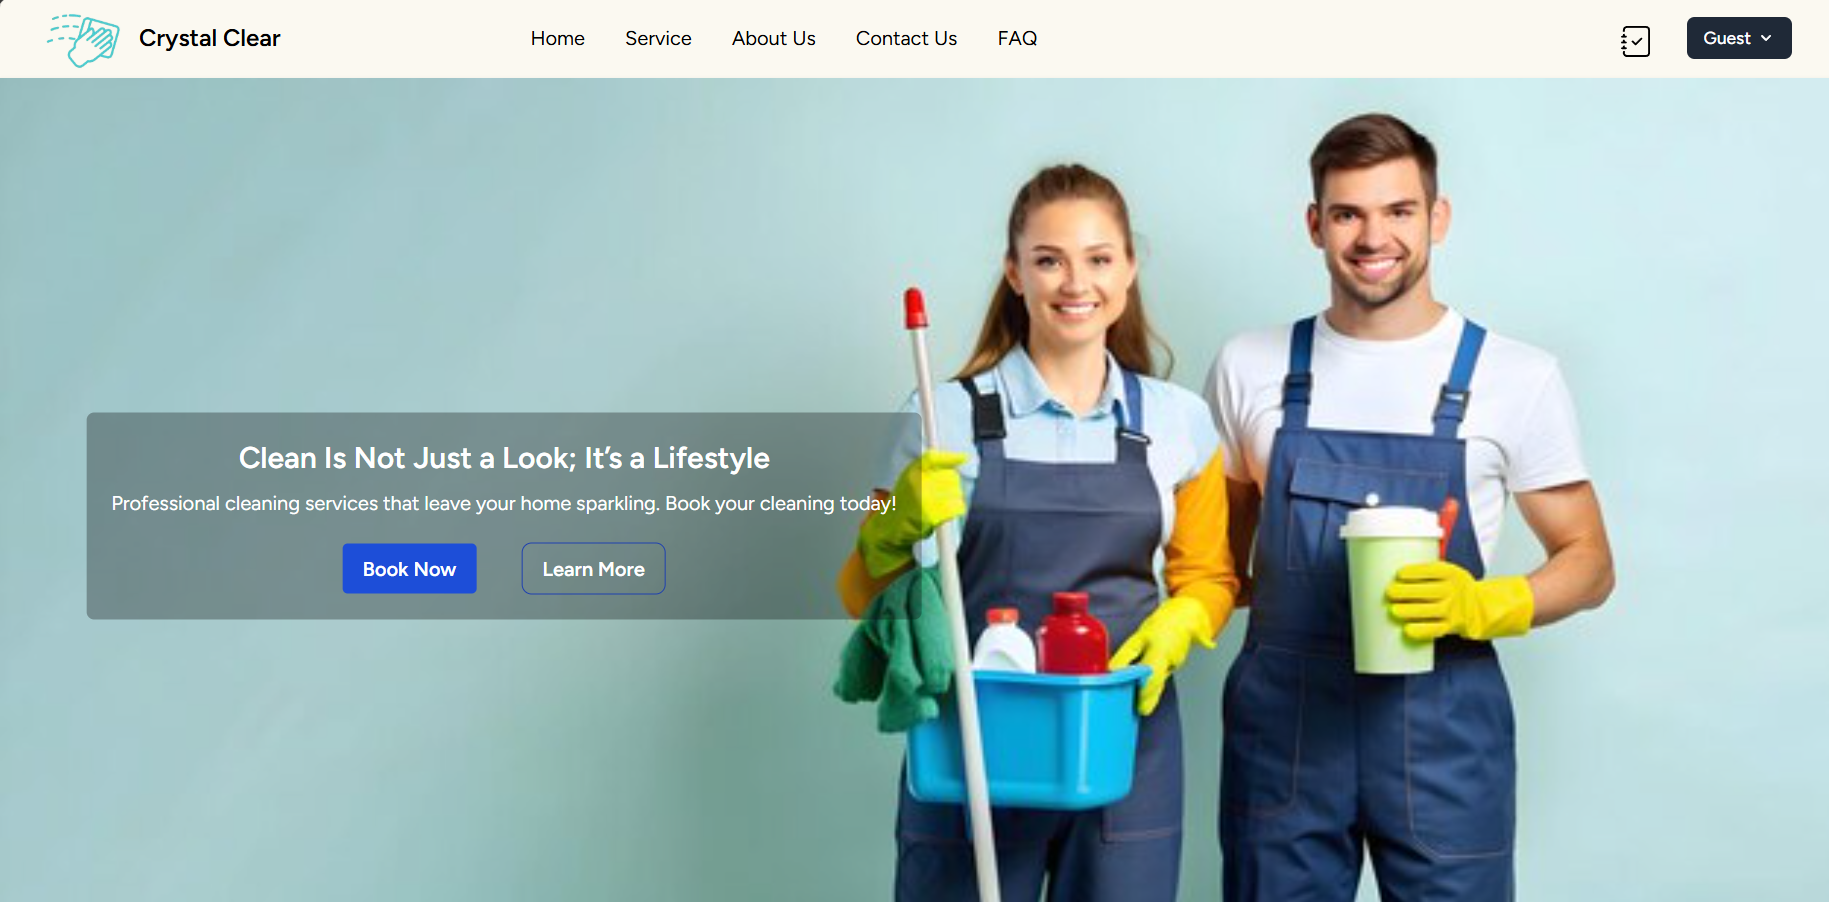 Crystal Clear
Home
Service
About Us
Contact Us
FAQ
Guest
Clean Is Not Just a Look; It’s a Lifestyle
Professional cleaning services that leave your home sparkling. Book your cleaning today!
Book Now
Learn More